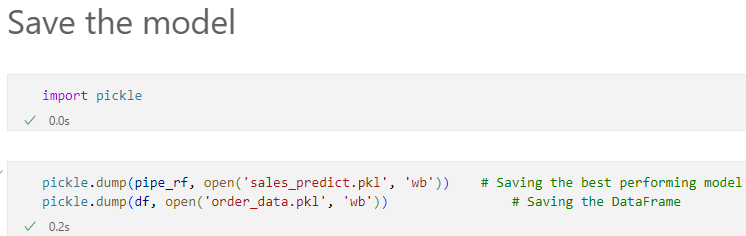 Save the model
import pickle
0.0s
pickle.dump(pipe_rf, open('sales_predict.pkl', 'wb')) # Saving the best performing model
pickle.dump(df, open('order_data.pkl', 'wb')) # Saving the DataFrame
0.2s